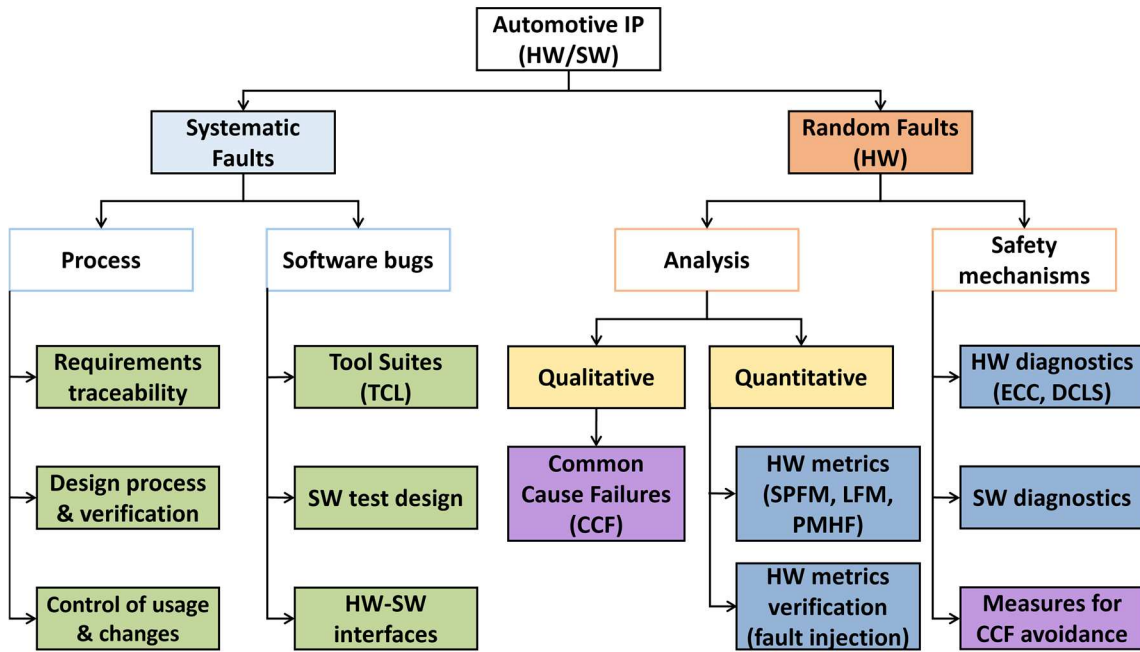 Automotive IP
(HW/SW)
Systematic
Faults
Random Faults
(HW)
Process
Software bugs
Analysis
Safety
mechanisms
Requirements
traceability
Tool Suites
(TCL)
Qualitative
Quantitative
HW diagnostics
(ECC, DCLS)
Design process
& verification
SW test design
Common
Cause Failures
(CCF)
HW metrics
(SPFM, LFM,
PMHF)
SW diagnostics
Control of usage
& changes
HW-SW
interfaces
HW metrics
verification
(fault injection)
Measures for
CCF avoidance